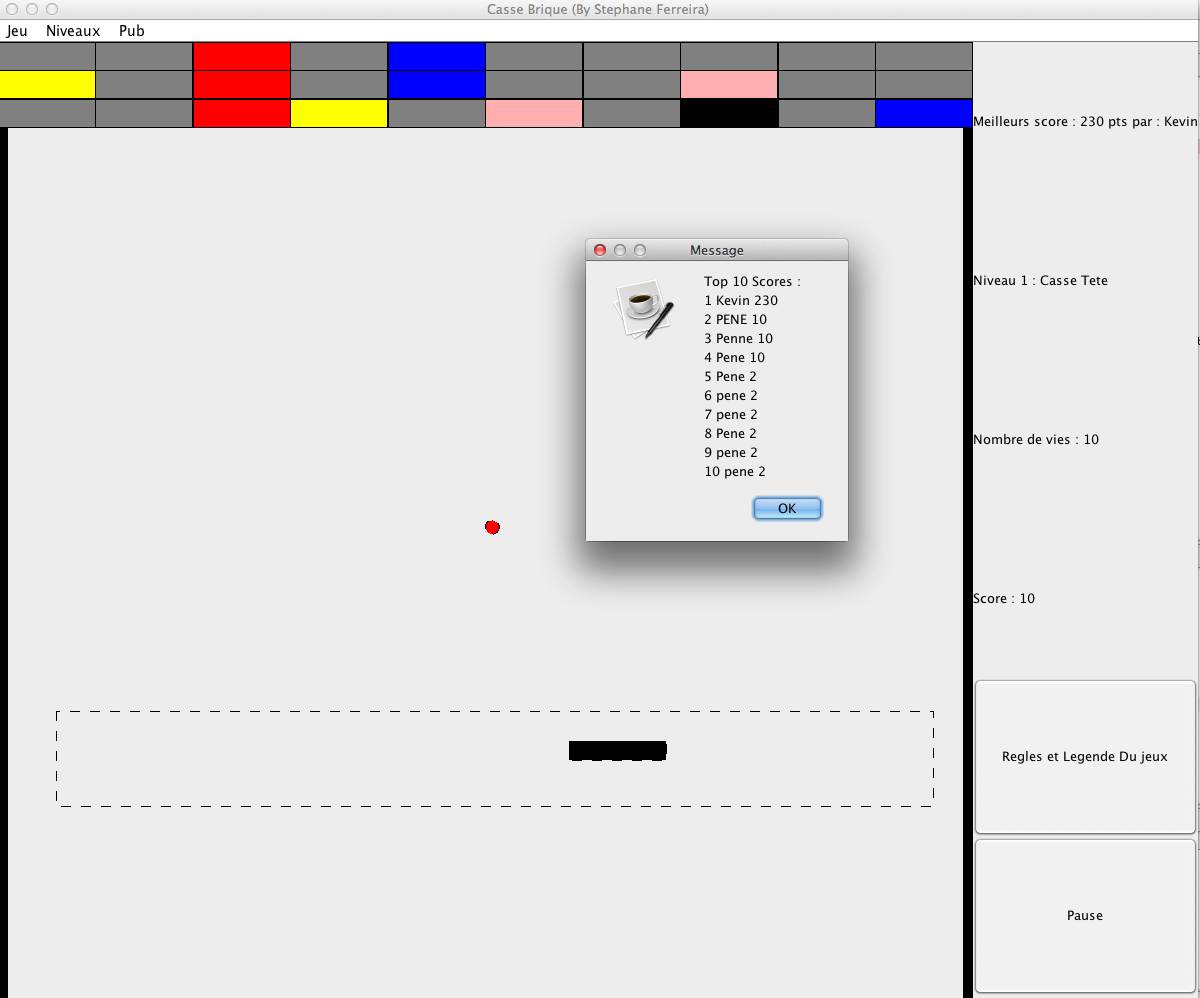 Casse Brique (By Stephane Ferreira)
Jeu Niveaux Pub
Meilleurs score : 230 pts par : Kevin
Message
Top 10 Scores :
1 Kevin 230
2 PENE 10
3 Penne 10
4 Pene 10
5 Pene 2
6 pene 2
7 pene 2
8 Pene 2
9 pene 2
10 pene 2
OK
Niveau 1 : Casse Tete
Nombre de vies : 10
Score : 10
Regles et Legende Du jeux
Pause